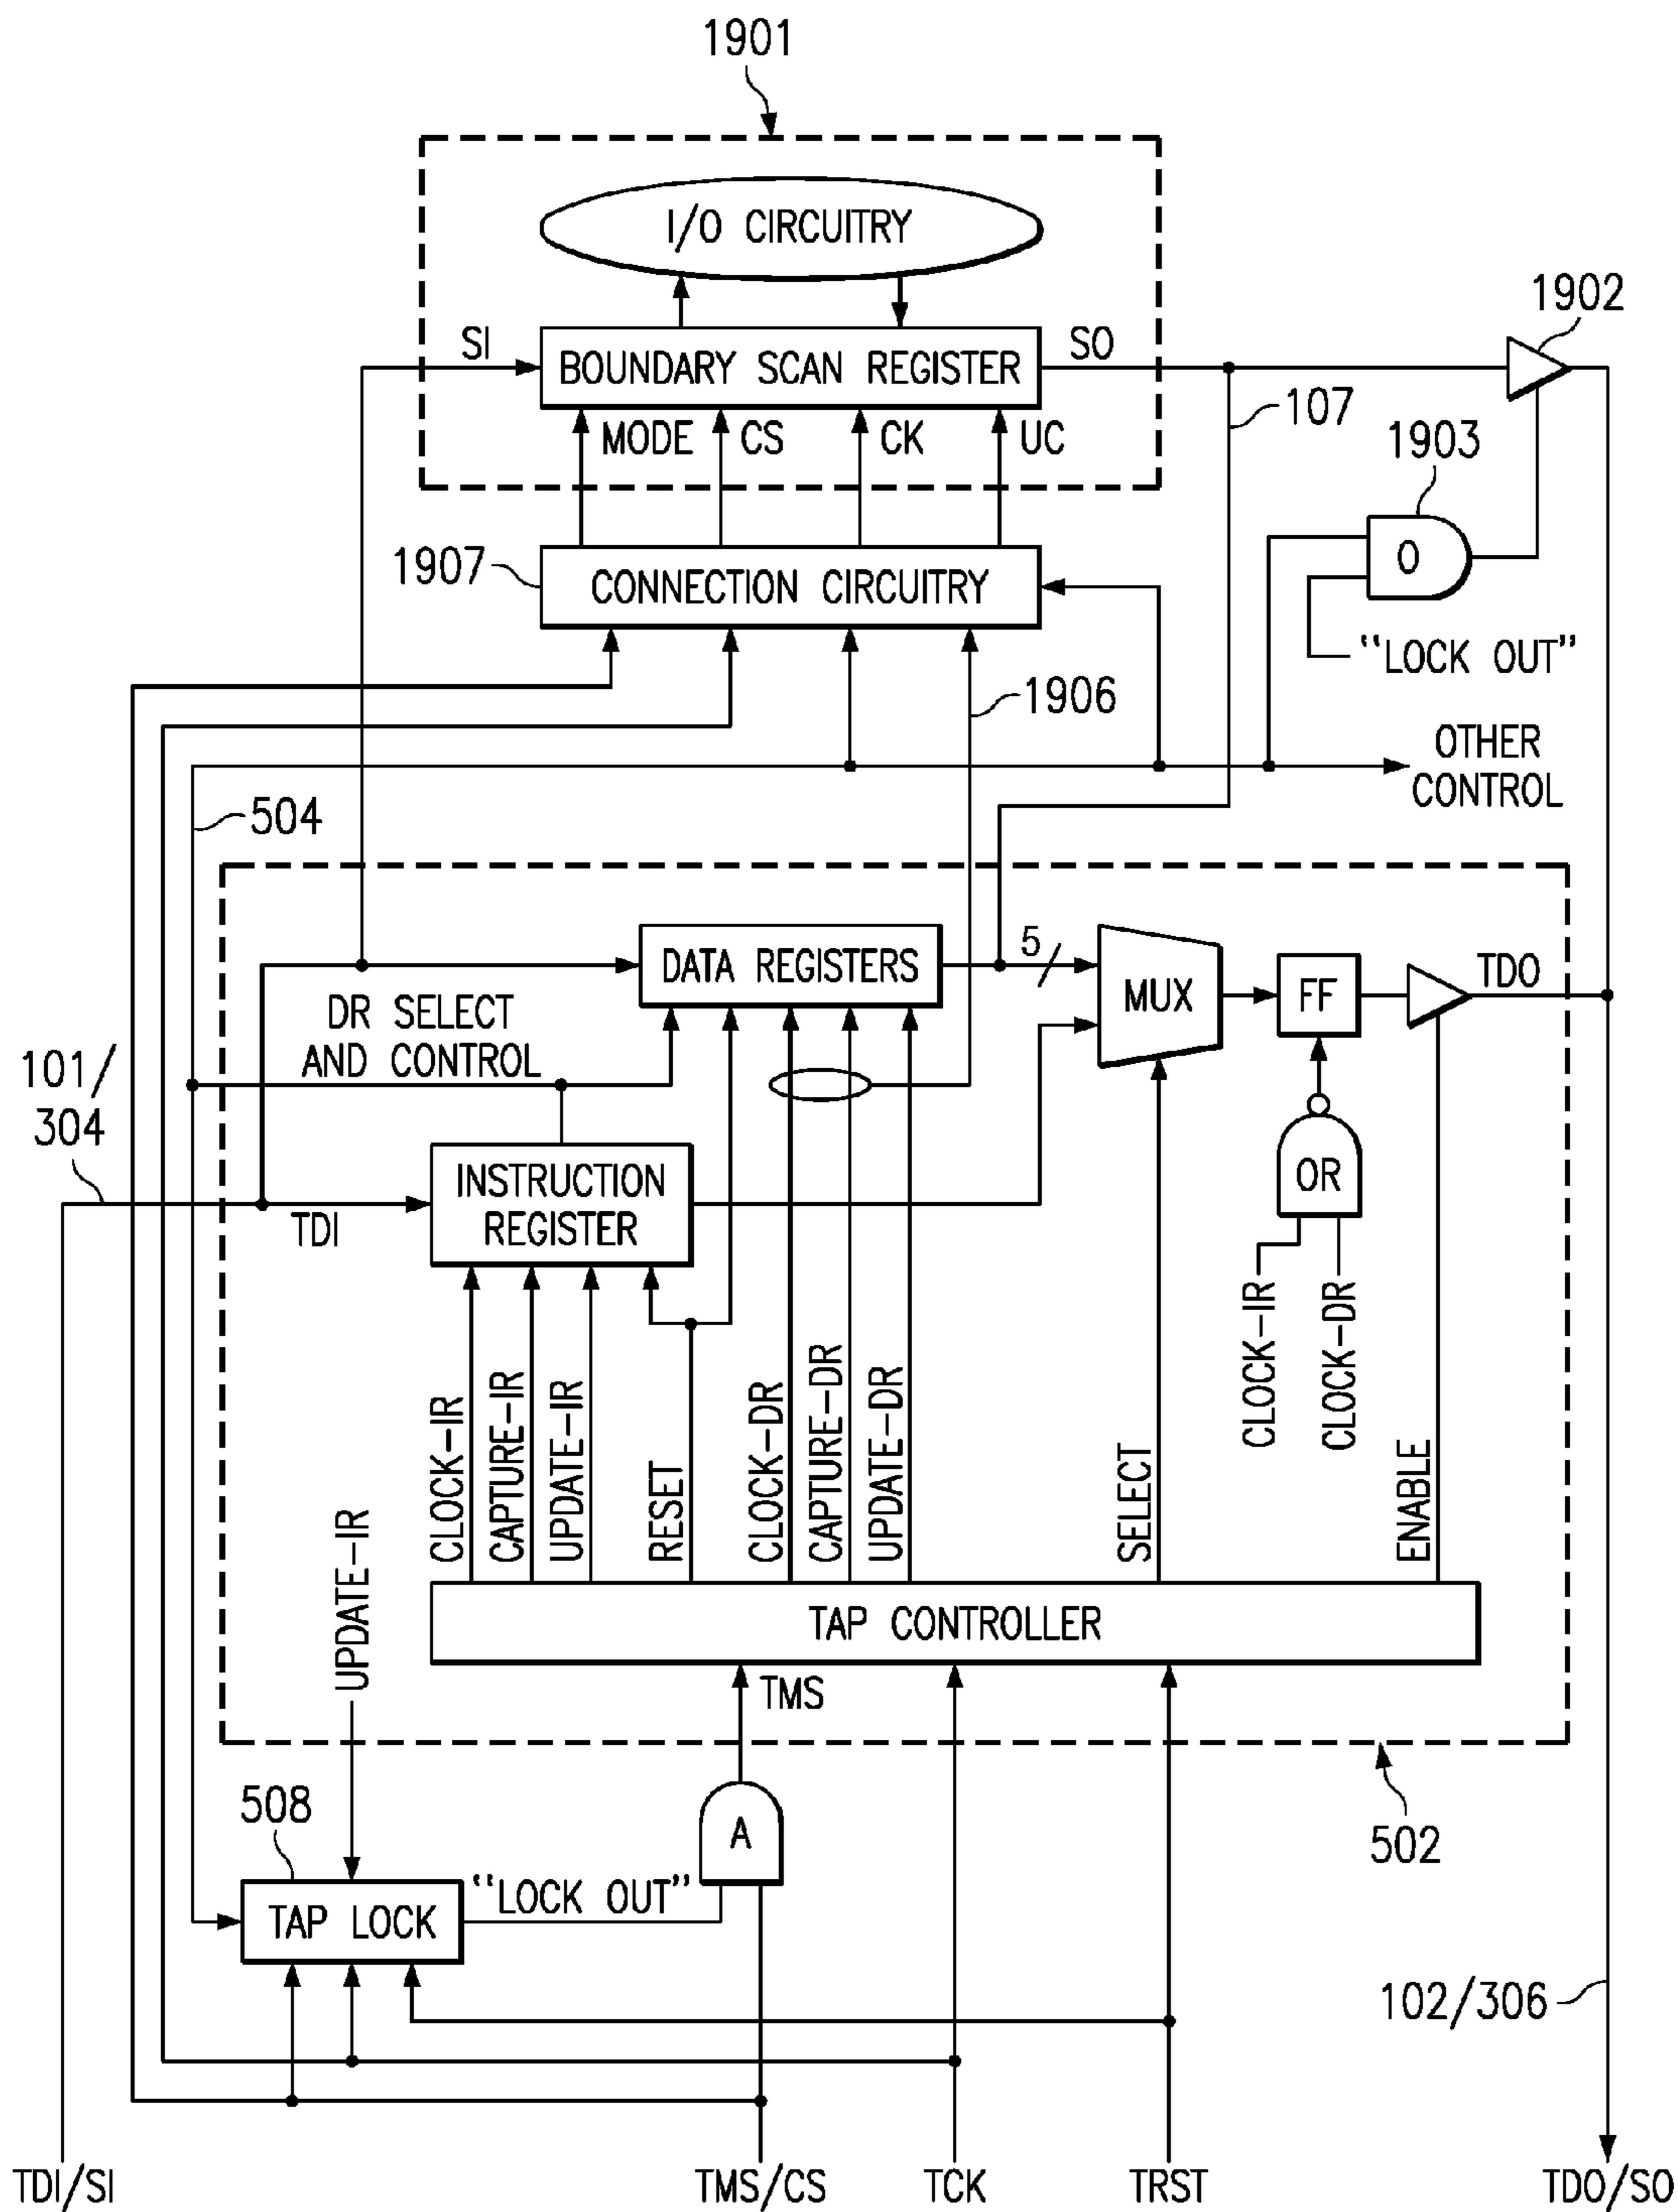 1901
I/O CIRCUITRY
1902
SI
BOUNDARY SCAN REGISTER
SO
107
MODE
CS
CK
UC
1903
O
1907
CONNECTION CIRCUITRY
"LOCK OUT"
1906
OTHER
CONTROL
504
DATA REGISTERS
5
MUX
FF
TDO
DR SELECT
AND CONTROL
101/
304
INSTRUCTION
REGISTER
OR
TDI
CLOCK-IR
CLOCK-DR
CLOCK-IR
CAPTURE-IR
UPDATE-IR
RESET
CLOCK-DR
CAPTURE-DR
UPDATE-DR
SELECT
ENABLE
UPDATE-IR
TAP CONTROLLER
TMS
508
A
502
TAP LOCK
"LOCK OUT"
102/306
TDI/SI
TMS/CS
TCK
TRST
TDO/SO